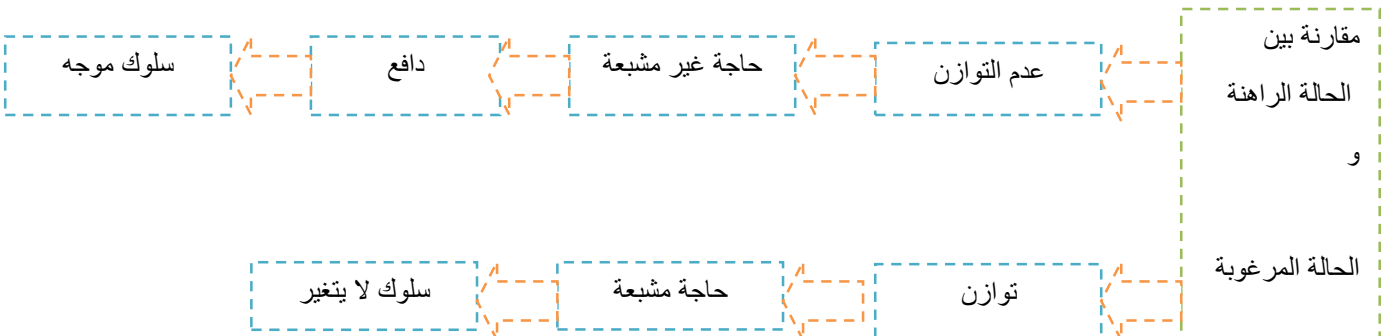 مقارنة بين
الحالة الراهنة
و
الحالة المرغوبة
عدم التوازن
حاجة غير مشبعة
دافع
سلوك موجه
توازن
حاجة مشبعة
سلوك لا يتغير